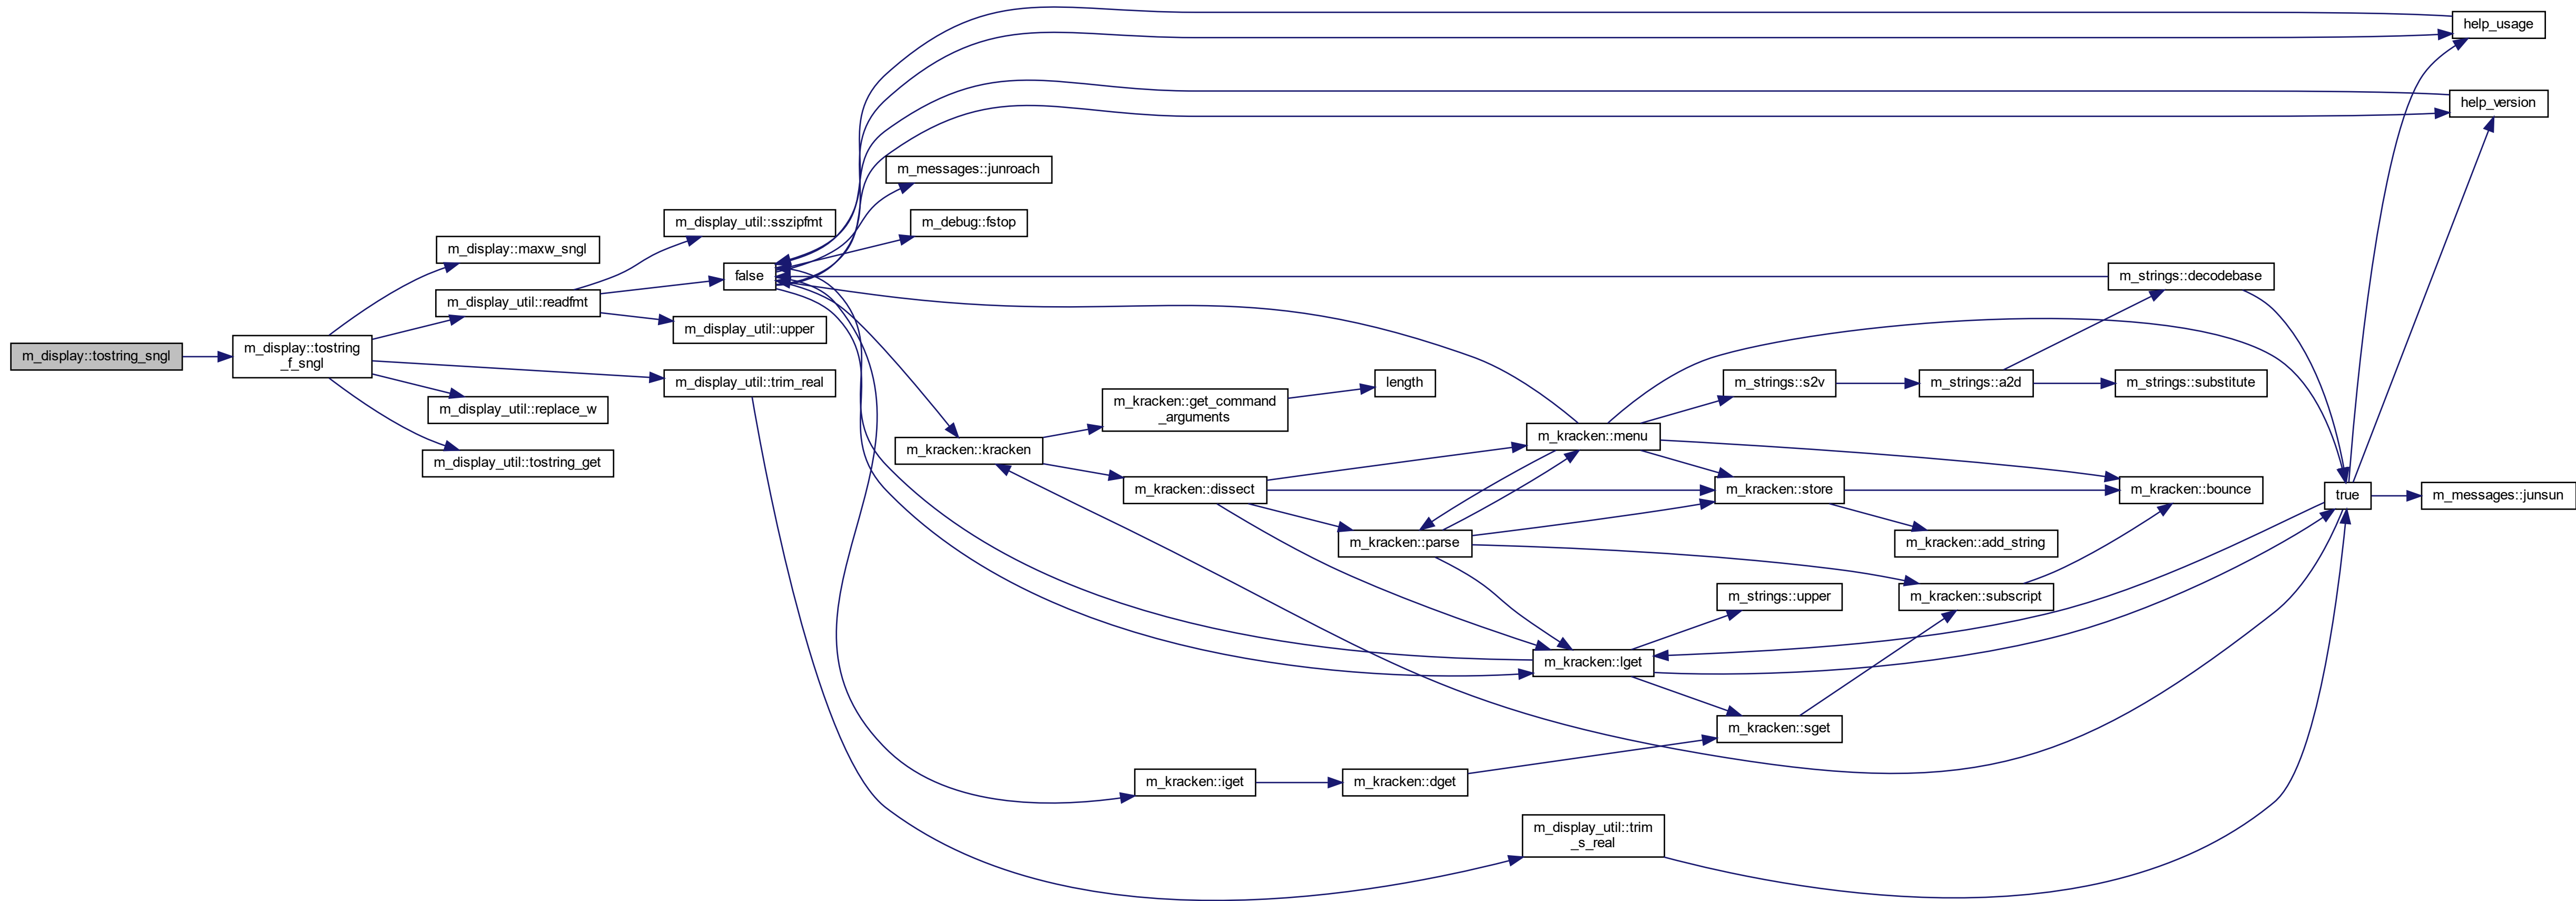 help_usage
help_version
m_messages::junroach
m_display_util::sszipfmt
m_debug::fstop
m_display::maxw_sngl
false
m_strings::decodebase
m_display_util::readfmt
m_display_util::upper
m_display::tostring_sngl
m_display::tostring
_f_sngl
m_display_util::trim_real
length
m_strings::s2v
m_strings::a2d
m_strings::substitute
m_display_util::replace_w
m_kracken::get_command
_arguments
m_kracken::menu
m_kracken::kracken
m_display_util::tostring_get
m_kracken::dissect
m_kracken::store
m_kracken::bounce
true
m_messages::junsun
m_kracken::parse
m_kracken::add_string
m_strings::upper
m_kracken::subscript
m_kracken::lget
m_kracken::sget
m_kracken::iget
m_kracken::dget
m_display_util::trim
_s_real